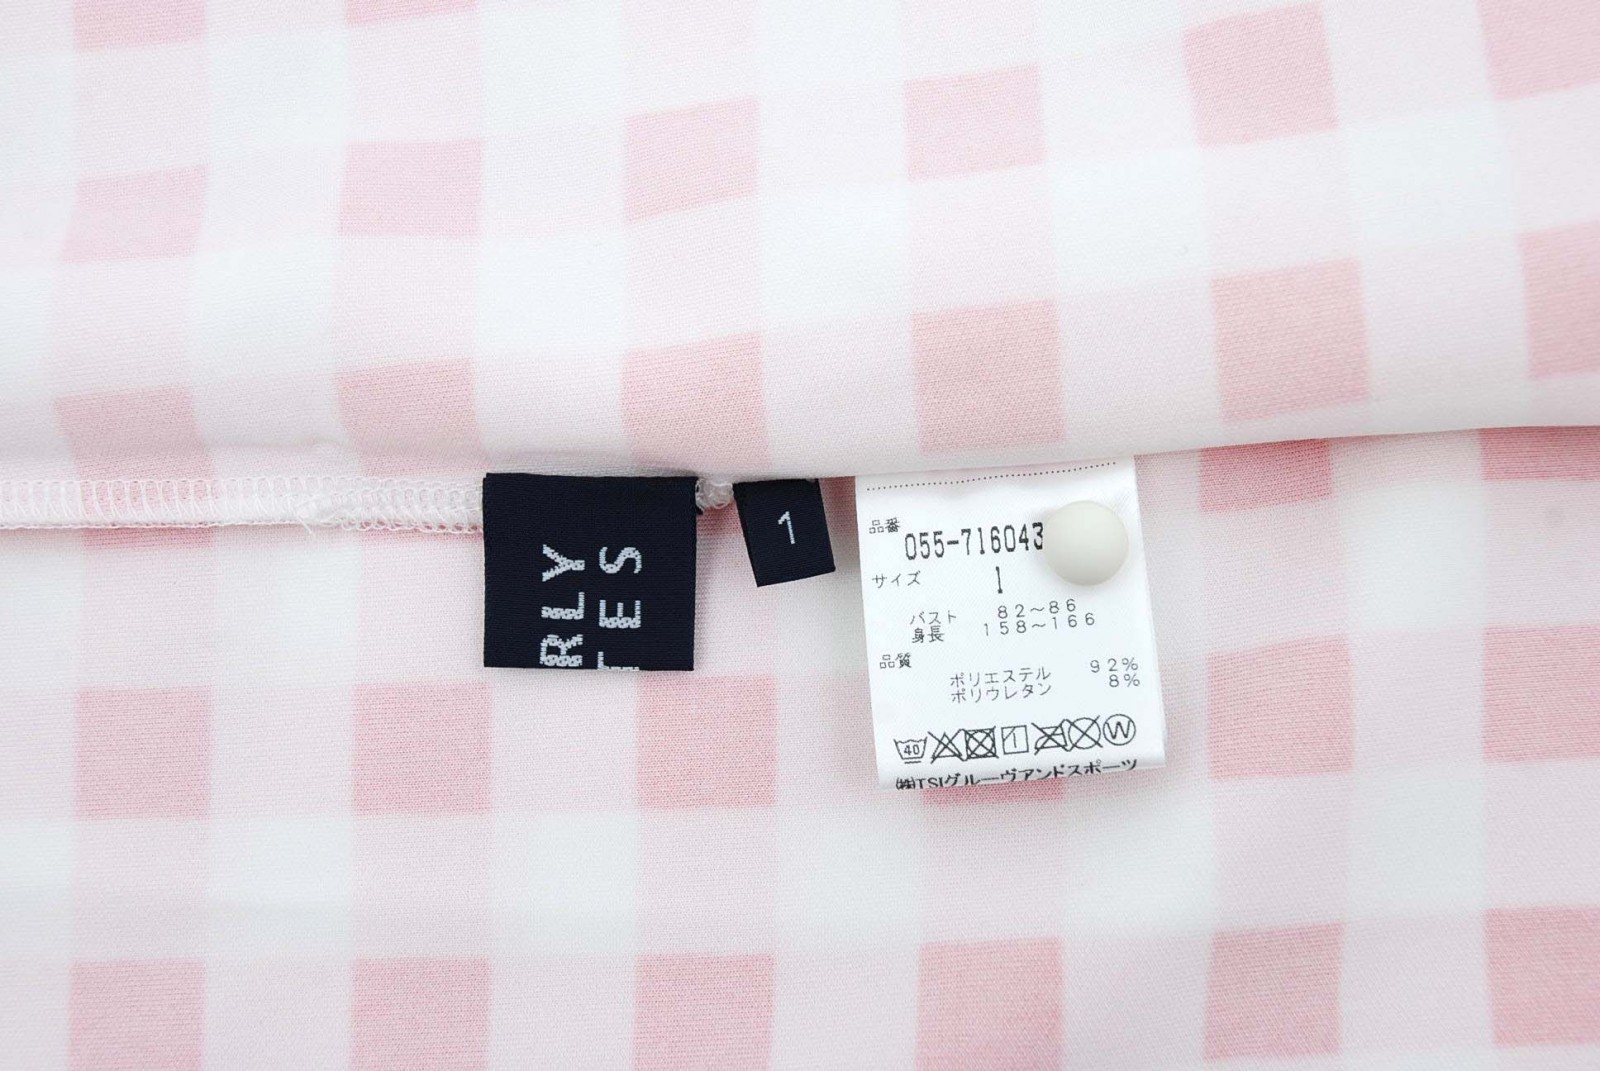 RLY
TES
1
品番
055-716043
サイズ 1
バスト 82~86
身長 158~166
品質
ポリエステル 92%
ポリウレタン 8%
40
W
㈱TSIグルーヴアンドスポーツ